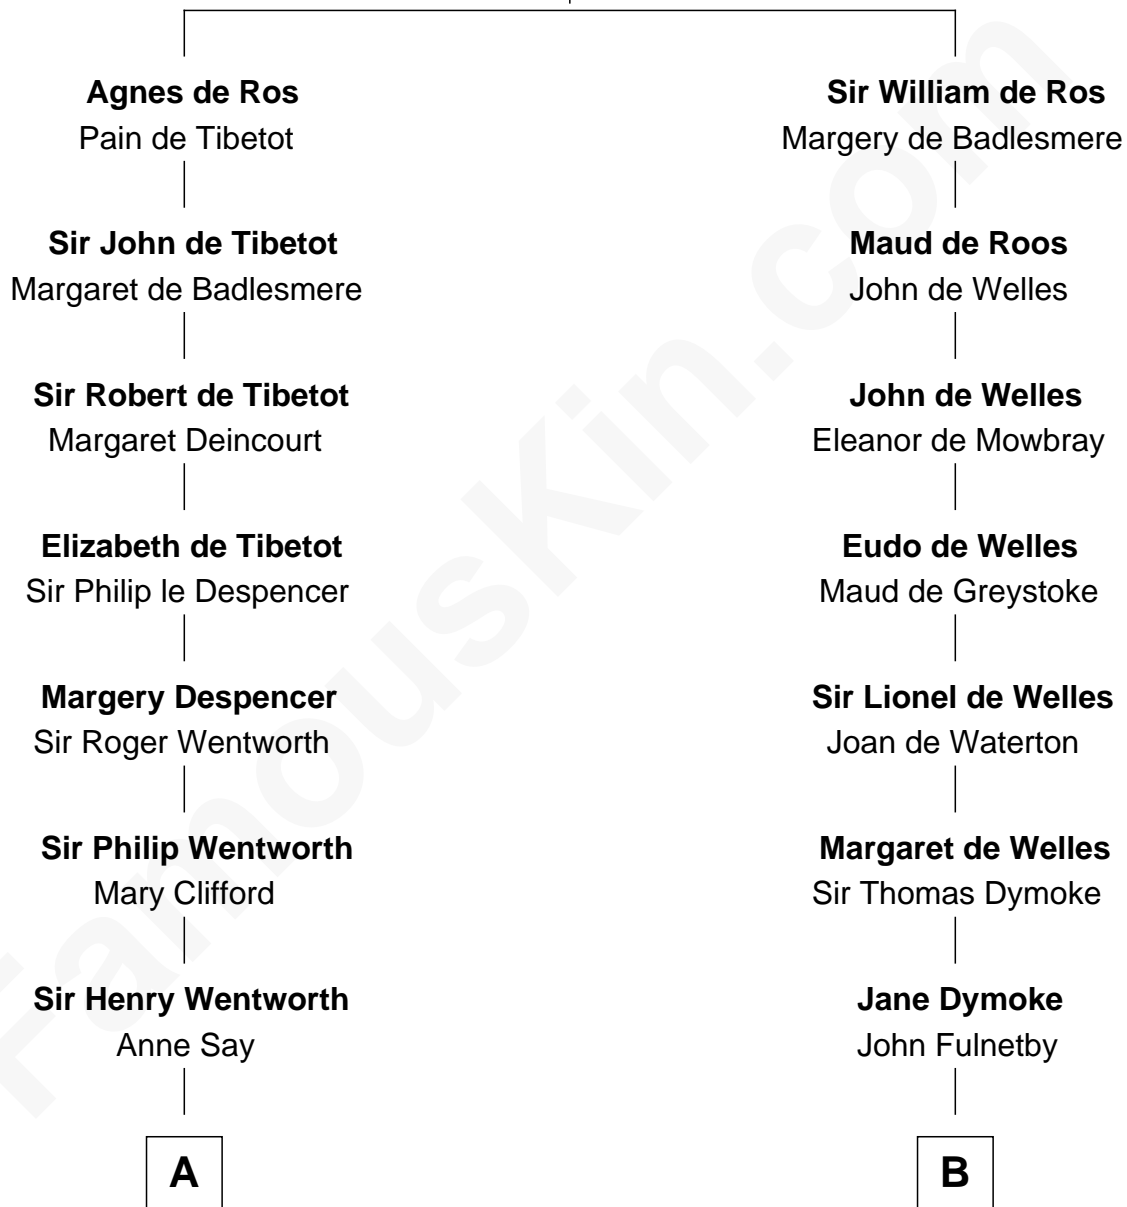 Agnes de Ros
Pain de Tibetot
Sir William de Ros
Margery de Badlesmere
Sir John de Tibetot
Margaret de Badlesmere
Maud de Roos
John de Welles
Sir Robert de Tibetot
Margaret Deincourt
John de Welles
Eleanor de Mowbray
Elizabeth de Tibetot
Sir Philip le Despencer
Eudo de Welles
Maud de Greystoke
Margery Despencer
Sir Roger Wentworth
Sir Lionel de Welles
Joan de Waterton
Sir Philip Wentworth
Mary Clifford
Margaret de Welles
Sir Thomas Dymoke
Sir Henry Wentworth
Anne Say
Jane Dymoke
John Fulnetby
A
B
FamousKin.com